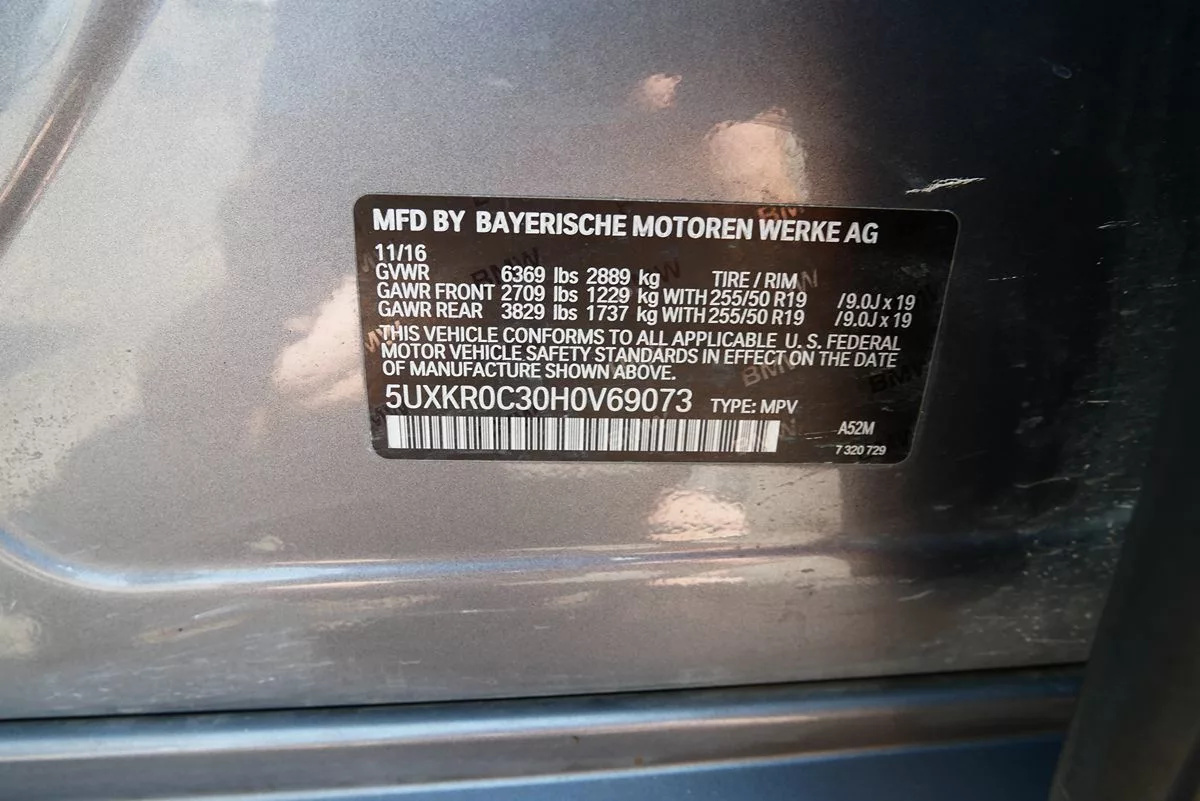 MFD BY BAYERISCHE MOTOREN WERKE AG
11/16
GVWR 6369 lbs 2889 kg TIRE / RIM
GAWR FRONT 2709 lbs 1229 kg WITH 255/50 R19 /9.0J x 19
GAWR REAR 3829 lbs 1737 kg WITH 255/50 R19 /9.0J x 19
THIS VEHICLE CONFORMS TO ALL APPLICABLE U.S. FEDERAL
MOTOR VEHICLE SAFETY STANDARDS IN EFFECT ON THE DATE
OF MANUFACTURE SHOWN ABOVE.
5UXKR0C30H0V69073 TYPE: MPV
A52M
7 320 729